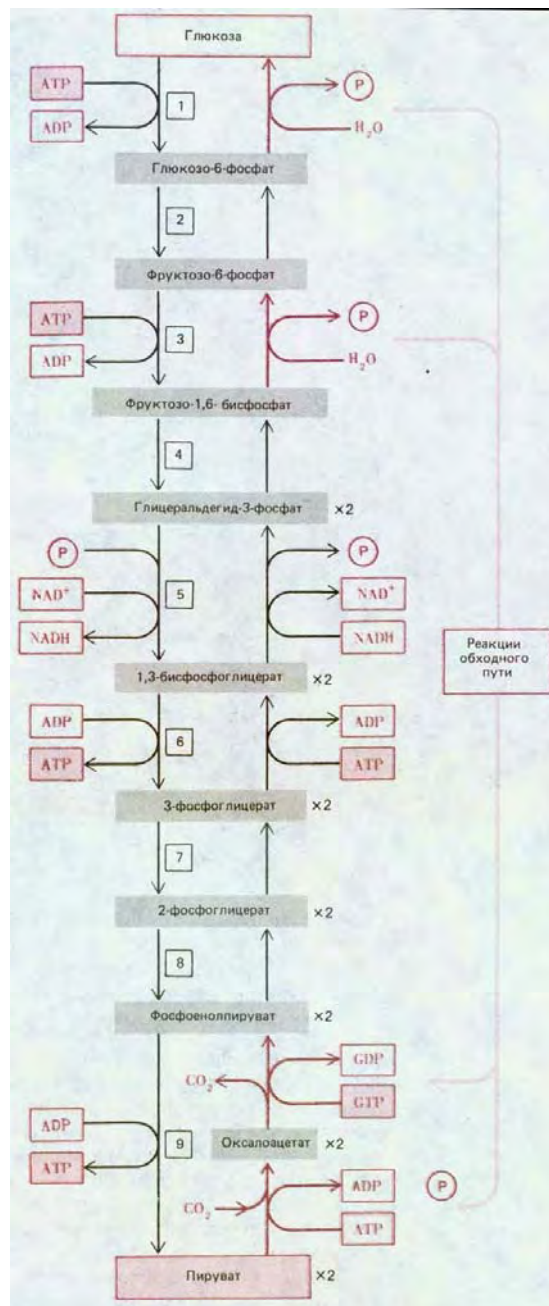 Глюкоза
ATP
ADP
1
P
H₂O
Глюкозо-6-фосфат
2
Фруктозо-6-фосфат
ATP
ADP
3
P
H₂O
Фруктозо-1,6- бисфосфат
4
Глицеральдегид-3-фосфат ×2
P
NAD⁺
NADH
5
P
NAD⁺
NADH
Реакции
обходного
пути
1,3-бисфосфоглицерат ×2
ADP
ATP
6
ADP
ATP
3-фосфоглицерат ×2
7
2-фосфоглицерат ×2
8
Фосфоенолпируват ×2
CO₂
GDP
GTP
ADP
ATP
9
Оксалоацетат ×2
CO₂
ADP
P
ATP
Пируват ×2